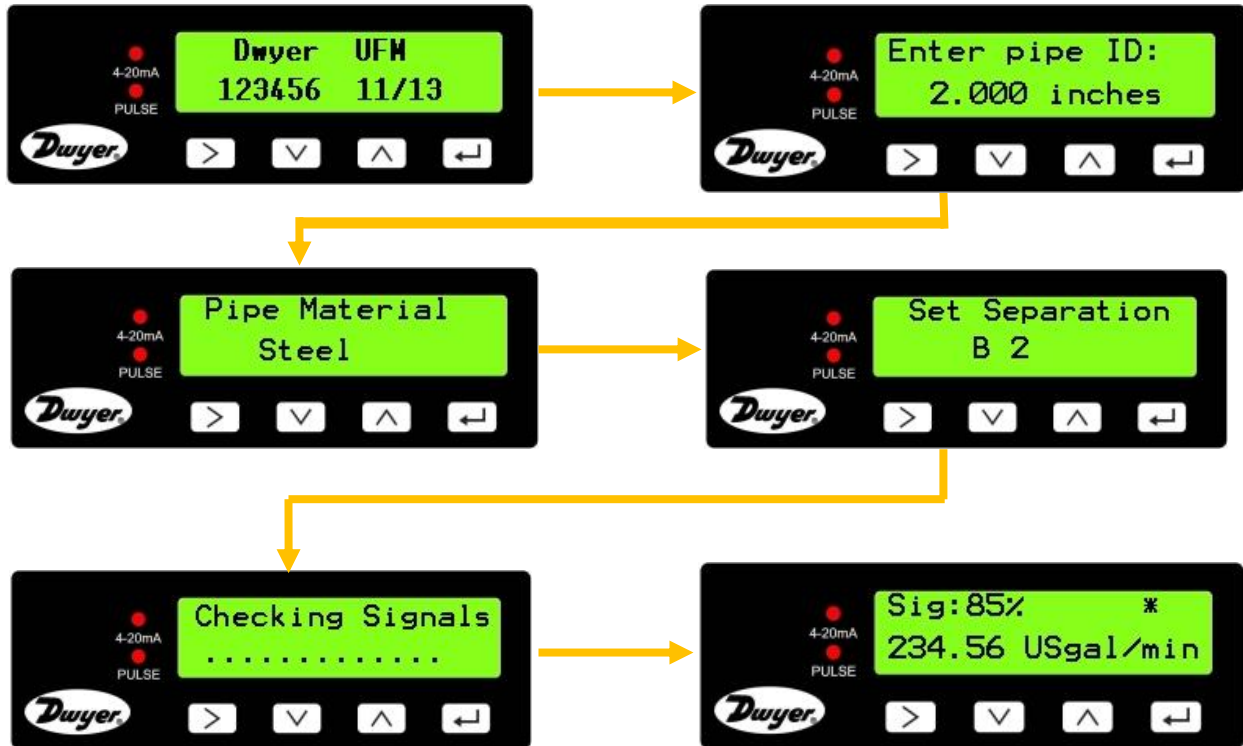 Dwyer UFM
123456 11/13
4-20mA
PULSE
Dwyer®
Enter pipe ID:
2.000 inches
4-20mA
PULSE
Dwyer®
Pipe Material
Steel
4-20mA
PULSE
Dwyer®
Set Separation
B 2
4-20mA
PULSE
Dwyer®
Checking Signals
.............
4-20mA
PULSE
Dwyer®
Sig:85% *
234.56 USgal/min
4-20mA
PULSE
Dwyer®